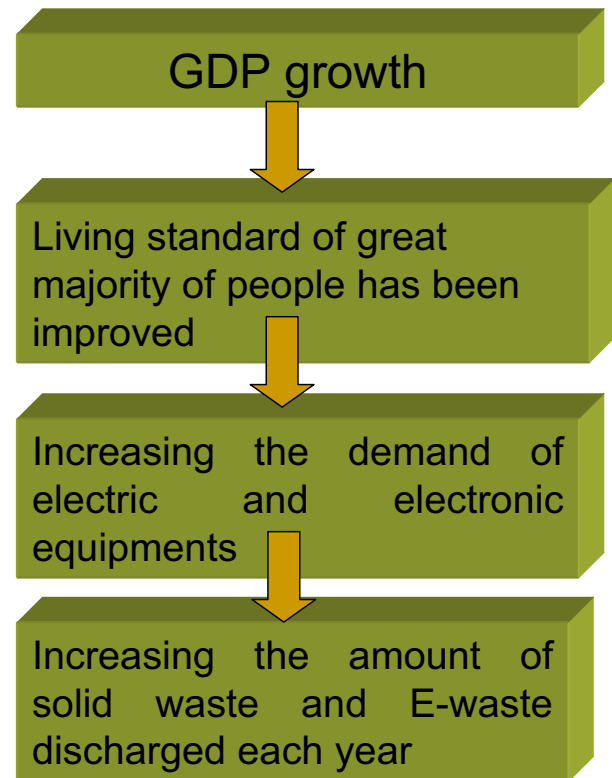 GDP growth
Living standard of great
majority of people has been
improved
Increasing the demand of
electric and electronic
equipments
Increasing the amount of
solid waste and E-waste
discharged each year